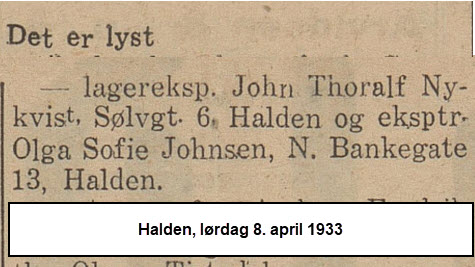 Det er lyst
— lagereksp. John Thoralf Ny-
kvist, Sølvgt. 6, Halden og eksptr.
Olga Sofie Johnsen, N. Bankegate
13, Halden.
Halden, lørdag 8. april 1933